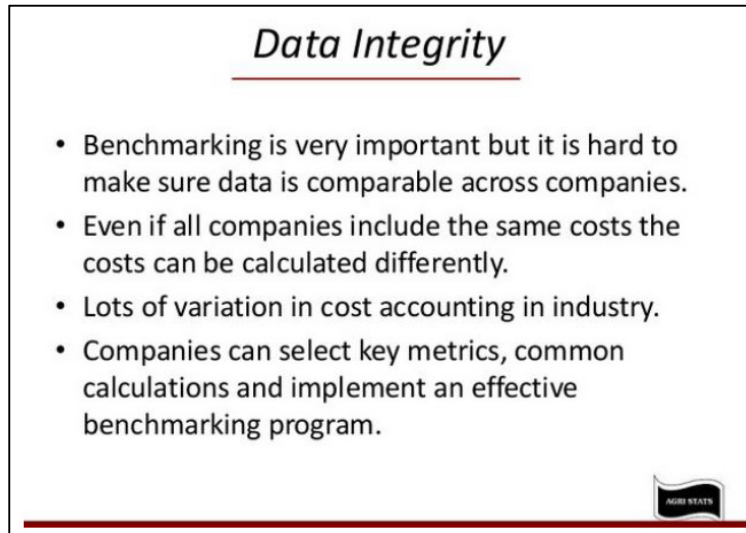 Data Integrity
• Benchmarking is very important but it is hard to
make sure data is comparable across companies.
• Even if all companies include the same costs the
costs can be calculated differently.
• Lots of variation in cost accounting in industry.
• Companies can select key metrics, common
calculations and implement an effective
benchmarking program.
AGRI STATS